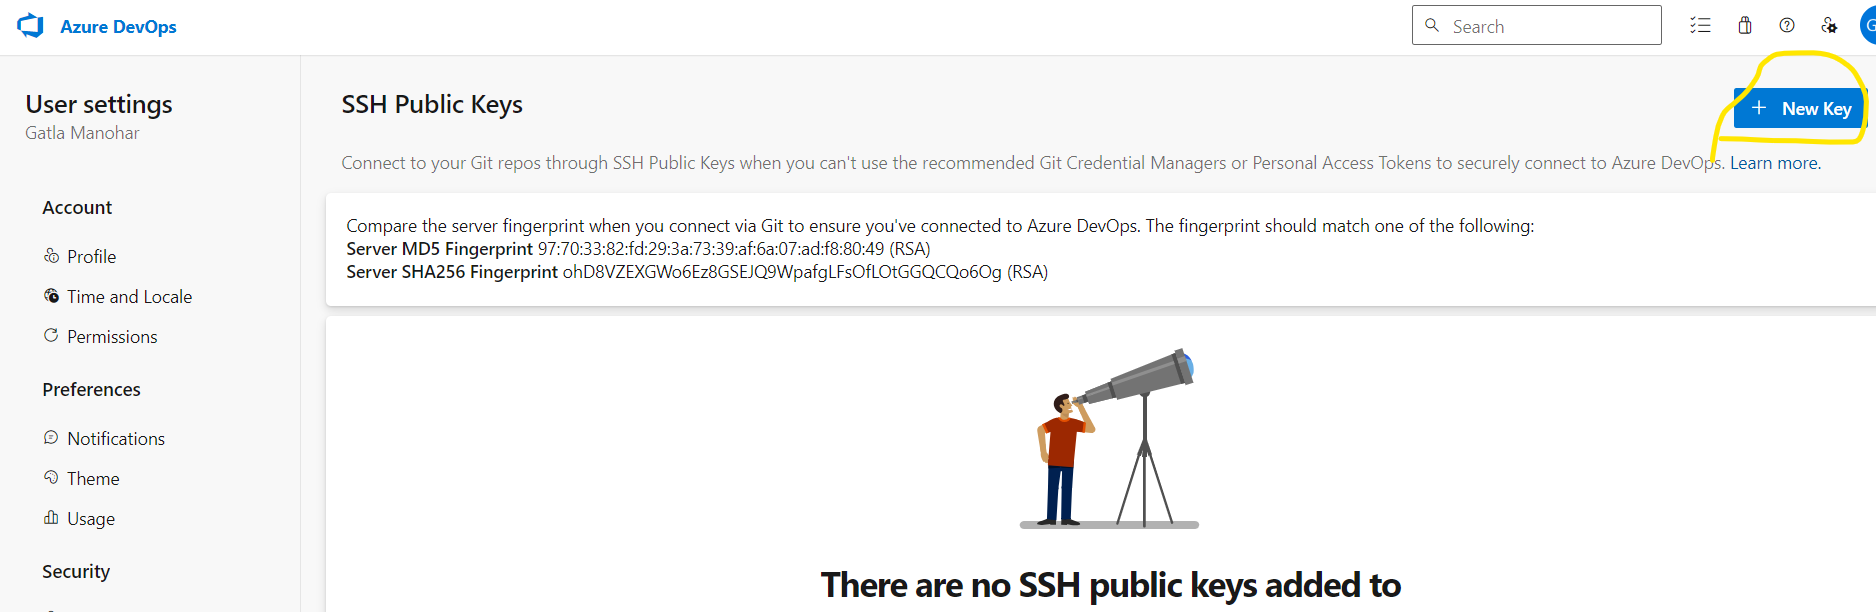 Azure DevOps
Search
G
User settings
Gatla Manohar
Account
Profile
Time and Locale
Permissions
Preferences
Notifications
Theme
Usage
Security
SSH Public Keys
+ New Key
Connect to your Git repos through SSH Public Keys when you can't use the recommended Git Credential Managers or Personal Access Tokens to securely connect to Azure DevOps. Learn more.
Compare the server fingerprint when you connect via Git to ensure you've connected to Azure DevOps. The fingerprint should match one of the following:
Server MD5 Fingerprint 97:70:33:82:fd:29:3a:73:39:af:6a:07:ad:f8:80:49 (RSA)
Server SHA256 Fingerprint ohD8VZEXGWo6Ez8GSEJQ9WpafgLFsOfLOtGGQCQo6Og (RSA)
There are no SSH public keys added to